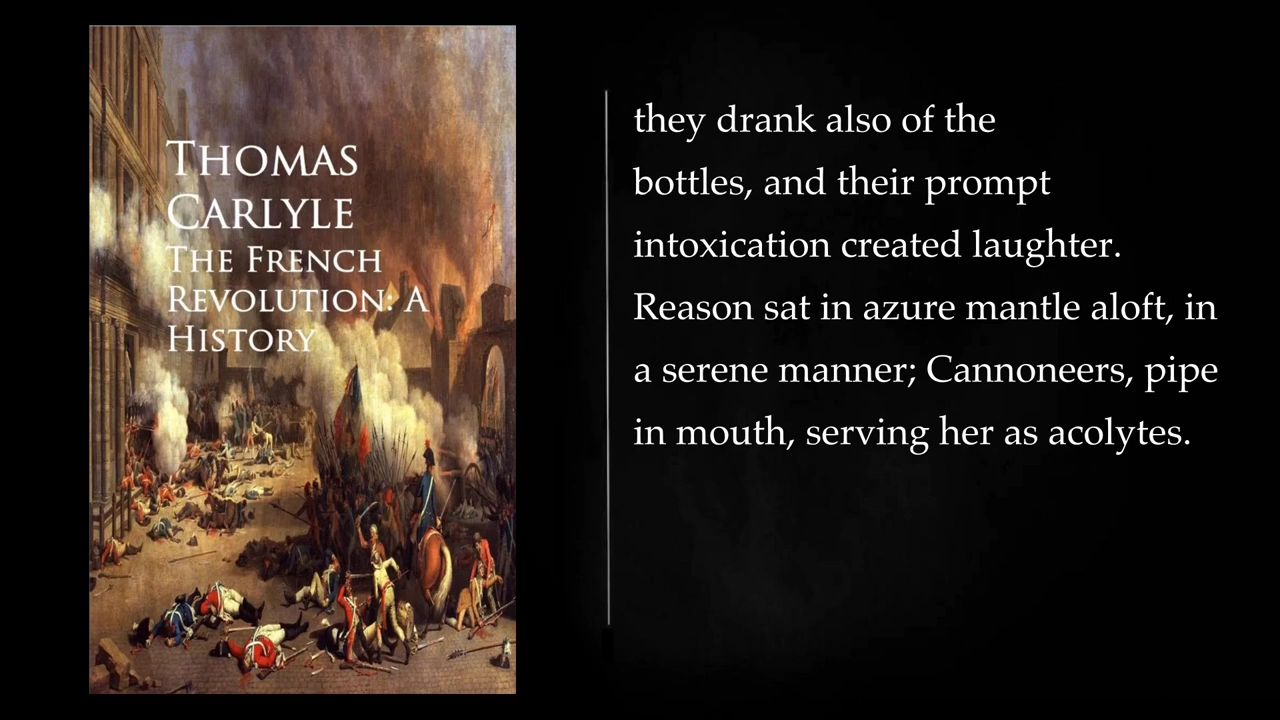 THOMAS
CARLYLE
THE FRENCH
REVOLUTION: A
HISTORY
they drank also of the
bottles, and their prompt
intoxication created laughter.
Reason sat in azure mantle aloft, in
a serene manner; Cannoneers, pipe
in mouth, serving her as acolytes.